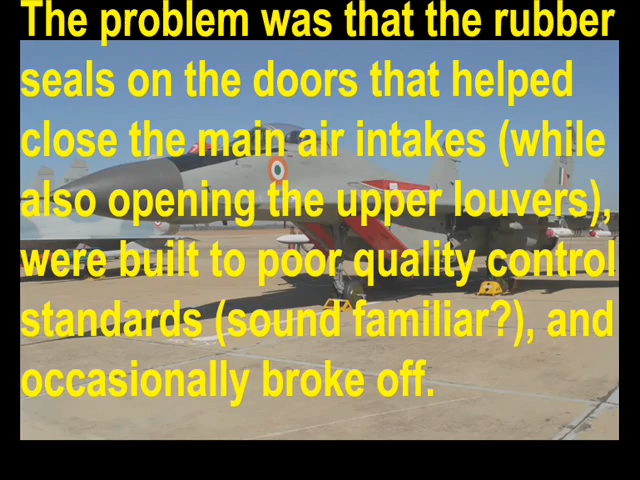 The problem was that the rubber
seals on the doors that helped
close the main air intakes (while
also opening the upper louvers),
were built to poor quality control
standards (sound familiar?), and
occasionally broke off.